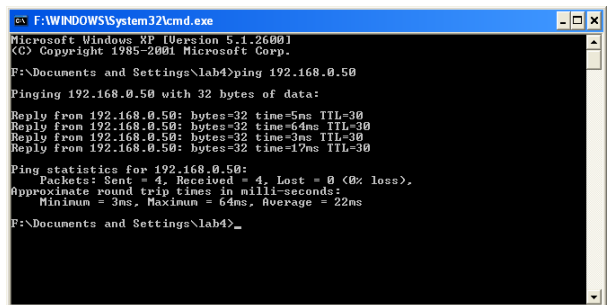 F:\WINDOWS\System32\cmd.exe
Microsoft Windows XP [Version 5.1.2600]
(C) Copyright 1985-2001 Microsoft Corp.
F:\Documents and Settings\lab4>ping 192.168.0.50
Pinging 192.168.0.50 with 32 bytes of data:
Reply from 192.168.0.50: bytes=32 time=5ms TTL=30
Reply from 192.168.0.50: bytes=32 time=64ms TTL=30
Reply from 192.168.0.50: bytes=32 time=3ms TTL=30
Reply from 192.168.0.50: bytes=32 time=17ms TTL=30
Ping statistics for 192.168.0.50:
Packets: Sent = 4, Received = 4, Lost = 0 (0% loss),
Approximate round trip times in milli-seconds:
Minimum = 3ms, Maximum = 64ms, Average = 22ms
F:\Documents and Settings\lab4>_